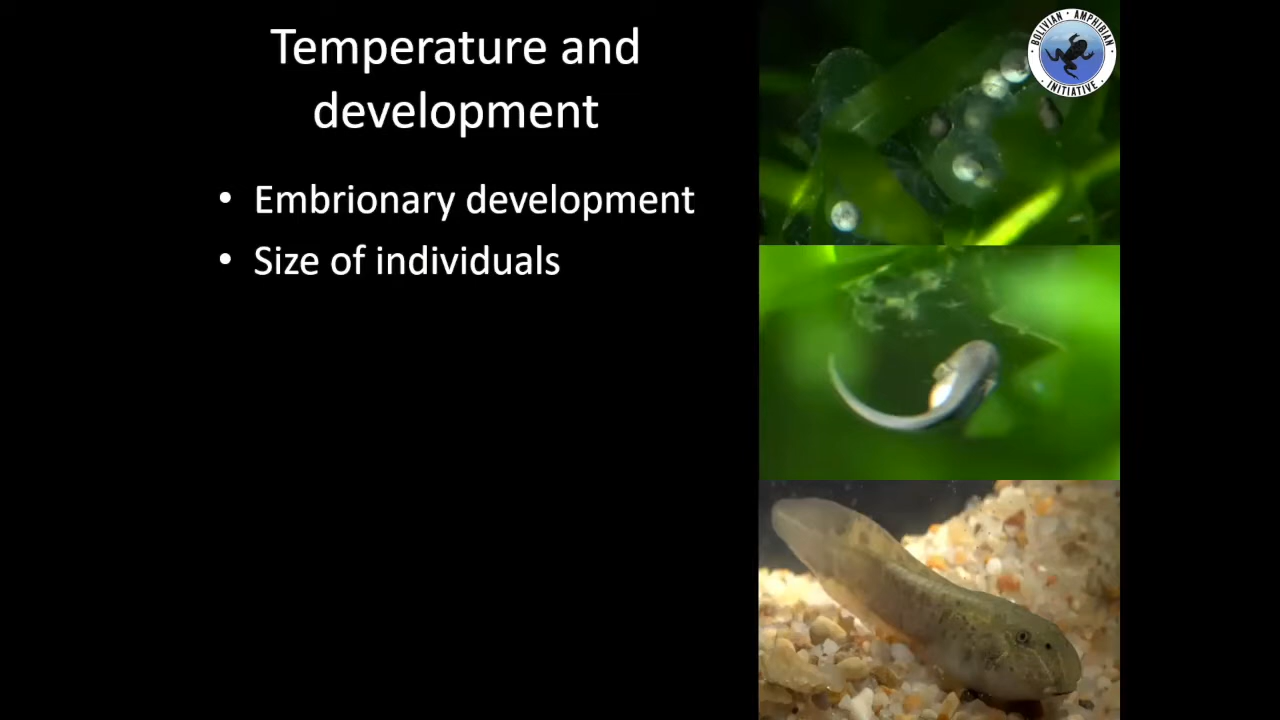 Temperature and
development
• Embrionary development
• Size of individuals
BOLIVIAN · AMPHIBIAN
· INITIATIVE ·